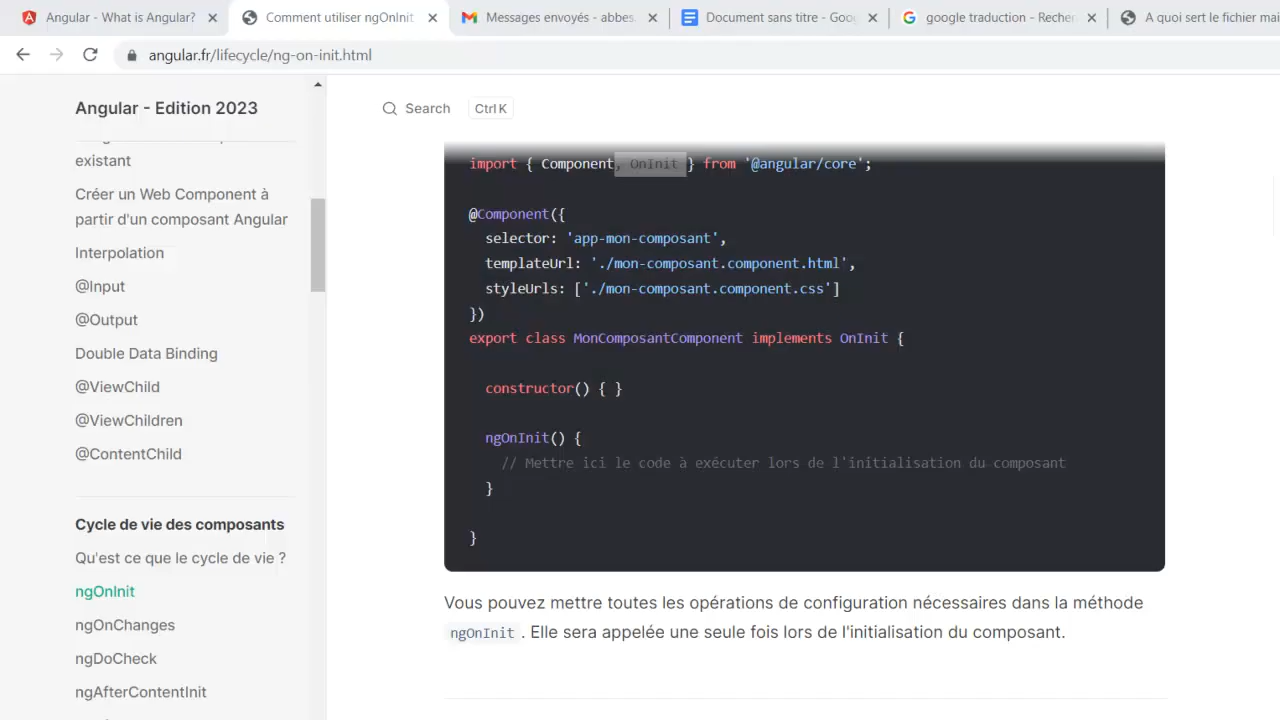 Angular - What is Angular?
Comment utiliser ngOnInit
Messages envoyés - abbes.
Document sans titre - Goo
google traduction - Recher
A quoi sert le fichier mai
angular.fr/lifecycle/ng-on-init.html
Angular - Edition 2023
existant
Créer un Web Component à
partir d'un composant Angular
Interpolation
@Input
@Output
Double Data Binding
@ViewChild
@ViewChildren
@ContentChild
Cycle de vie des composants
Qu'est ce que le cycle de vie ?
ngOnInit
ngOnChanges
ngDoCheck
ngAfterContentInit
Search
Ctrl K
import { Component, OnInit } from '@angular/core';
@Component({
selector: 'app-mon-composant',
templateUrl: './mon-composant.component.html',
styleUrls: ['./mon-composant.component.css']
})
export class MonComposantComponent implements OnInit {
constructor() { }
ngOnInit() {
// Mettre ici le code à exécuter lors de l'initialisation du composant
}
}
Vous pouvez mettre toutes les opérations de configuration nécessaires dans la méthode
ngOnInit . Elle sera appelée une seule fois lors de l'initialisation du composant.